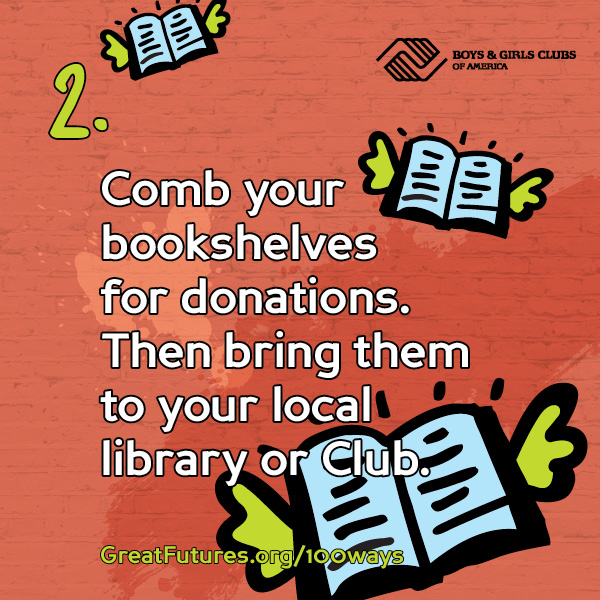 BOYS & GIRLS CLUBS
OF AMERICA
2.
Comb your
bookshelves
for donations.
Then bring them
to your local
library or Club.
GreatFutures.org/100ways